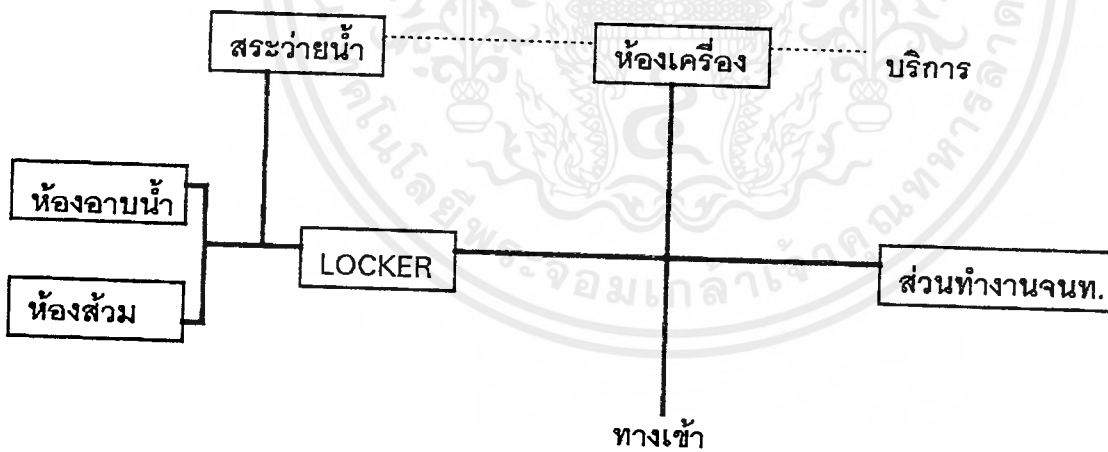 สระว่ายน้ำ
ห้องเครื่อง
บริการ
ห้องอาบน้ำ
LOCKER
ส่วนทำงานจนท.
ห้องส้วม
ทางเข้า